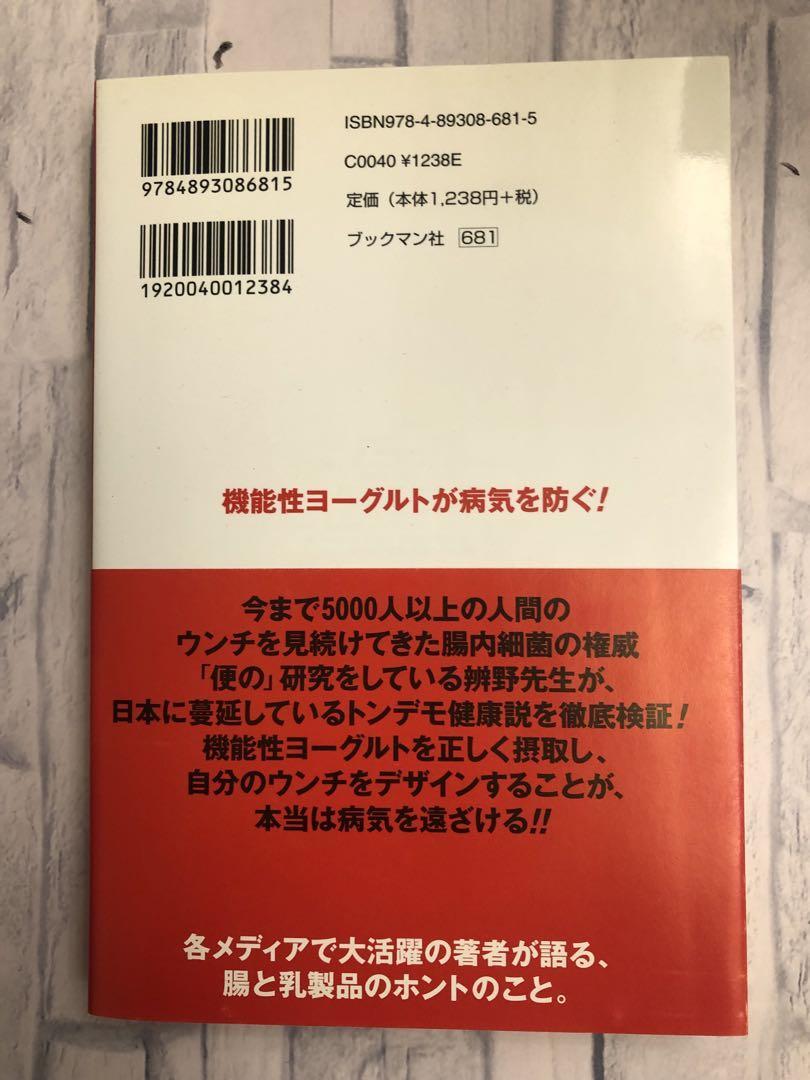 ISBN978-4-89308-681-5
C0040 ¥1238E
9784893086815
定価（本体1,238円＋税）
ブックマン社 681
1920040012384
機能性ヨーグルトが病気を防ぐ！
今まで5000人以上の人間の
ウンチを見続けてきた腸内細菌の権威
「便の」研究をしている辨野先生が、
日本に蔓延しているトンデモ健康説を徹底検証！
機能性ヨーグルトを正しく摂取し、
自分のウンチをデザインすることが、
本当は病気を遠ざける!!
各メディアで大活躍の著者が語る、
腸と乳製品のホントのこと。